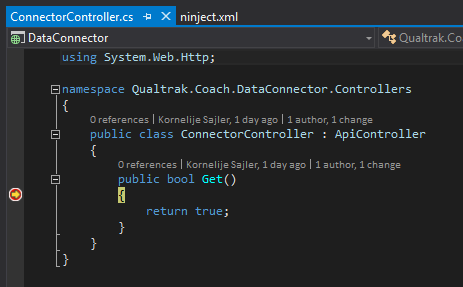 ConnectorController.cs ninject.xml
DataConnector Qualtrak.Co
using System.Web.Http;
namespace Qualtrak.Coach.DataConnector.Controllers
{
0 references | Kornelije Sajler, 1 day ago | 1 author, 1 change
public class ConnectorController : ApiController
{
0 references | Kornelije Sajler, 1 day ago | 1 author, 1 change
public bool Get()
{
return true;
}
}
}